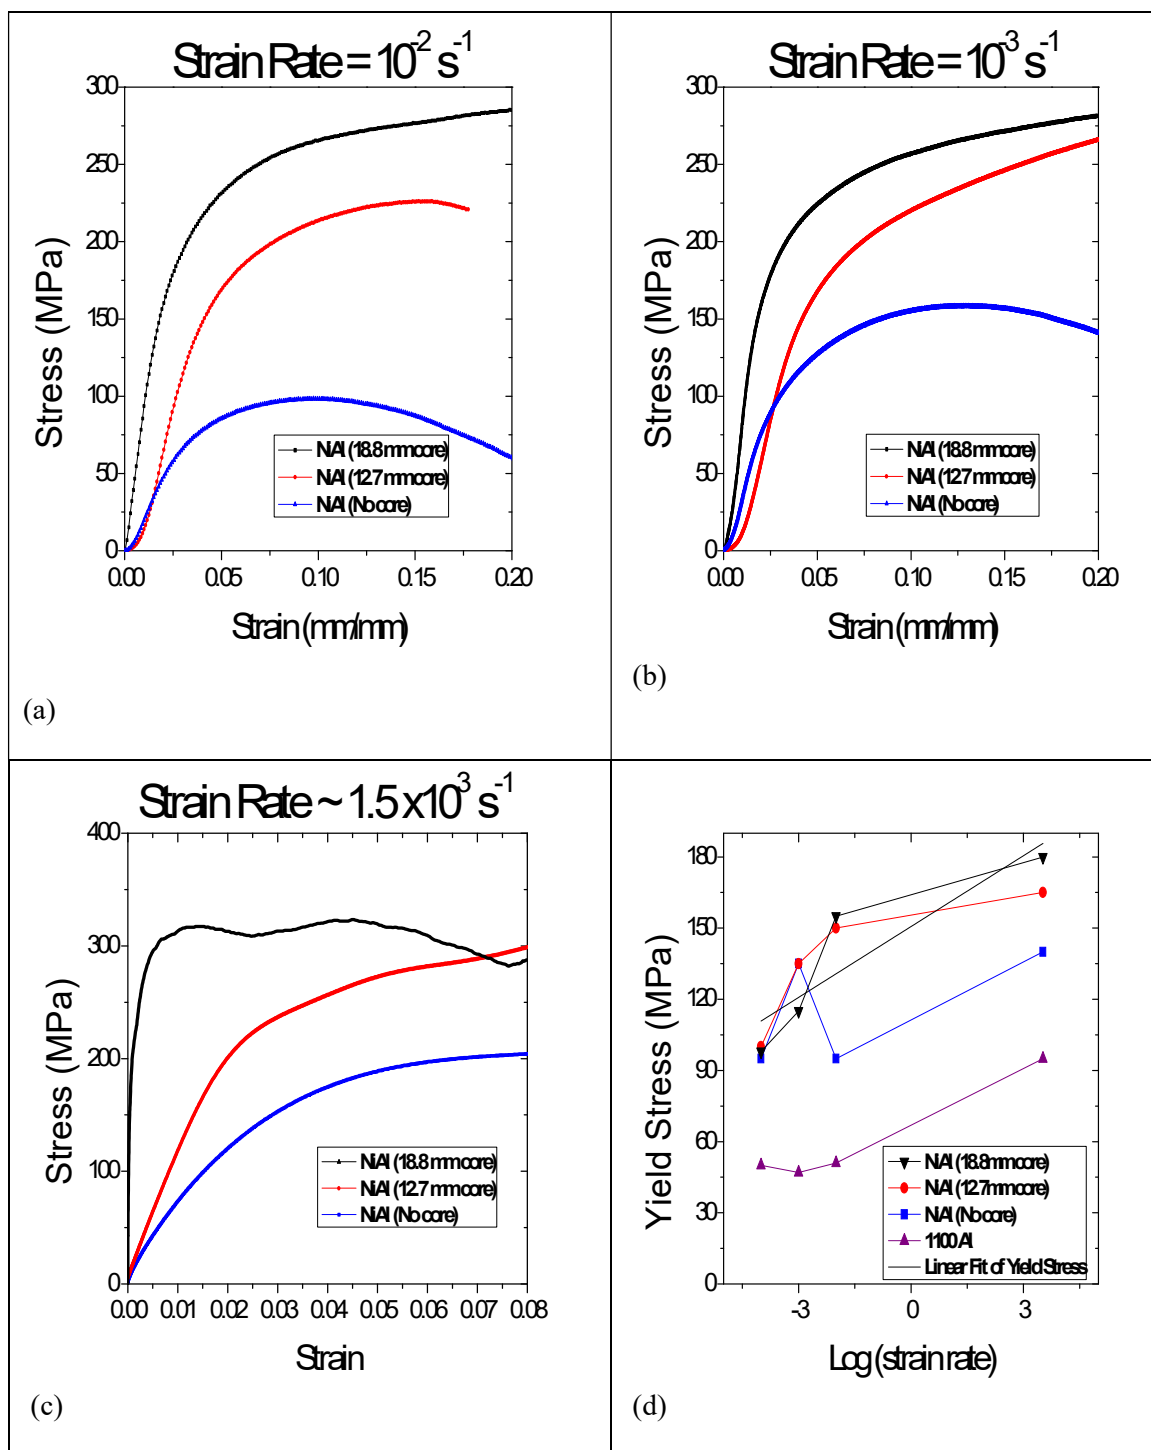 Strain Rate = 10⁻² s⁻¹
300
250
200
150
100
50
0
Stress (MPa)
NiAl (18.8 mm core)
NiAl (12.7 mm core)
NiAl (No core)
0.00 0.05 0.10 0.15 0.20
Strain (mm/mm)
(a)
Strain Rate = 10⁻³ s⁻¹
300
250
200
150
100
50
0
Stress (MPa)
NiAl (18.8 mm core)
NiAl (12.7 mm core)
NiAl (No core)
0.00 0.05 0.10 0.15 0.20
Strain (mm/mm)
(b)
Strain Rate ~ 1.5x10³ s⁻¹
400
300
200
100
0
Stress (MPa)
NiAl (18.8 mm core)
NiAl (12.7 mm core)
NiAl (No core)
0.00 0.01 0.02 0.03 0.04 0.05 0.06 0.07 0.08
Strain
(c)
180
150
120
90
60
30
0
Yield Stress (MPa)
NiAl (18.8mm core)
NiAl (12.7mm core)
NiAl (No core)
1100 Al
Linear Fit of Yield Stress
-3 0 3
Log (strain rate)
(d)